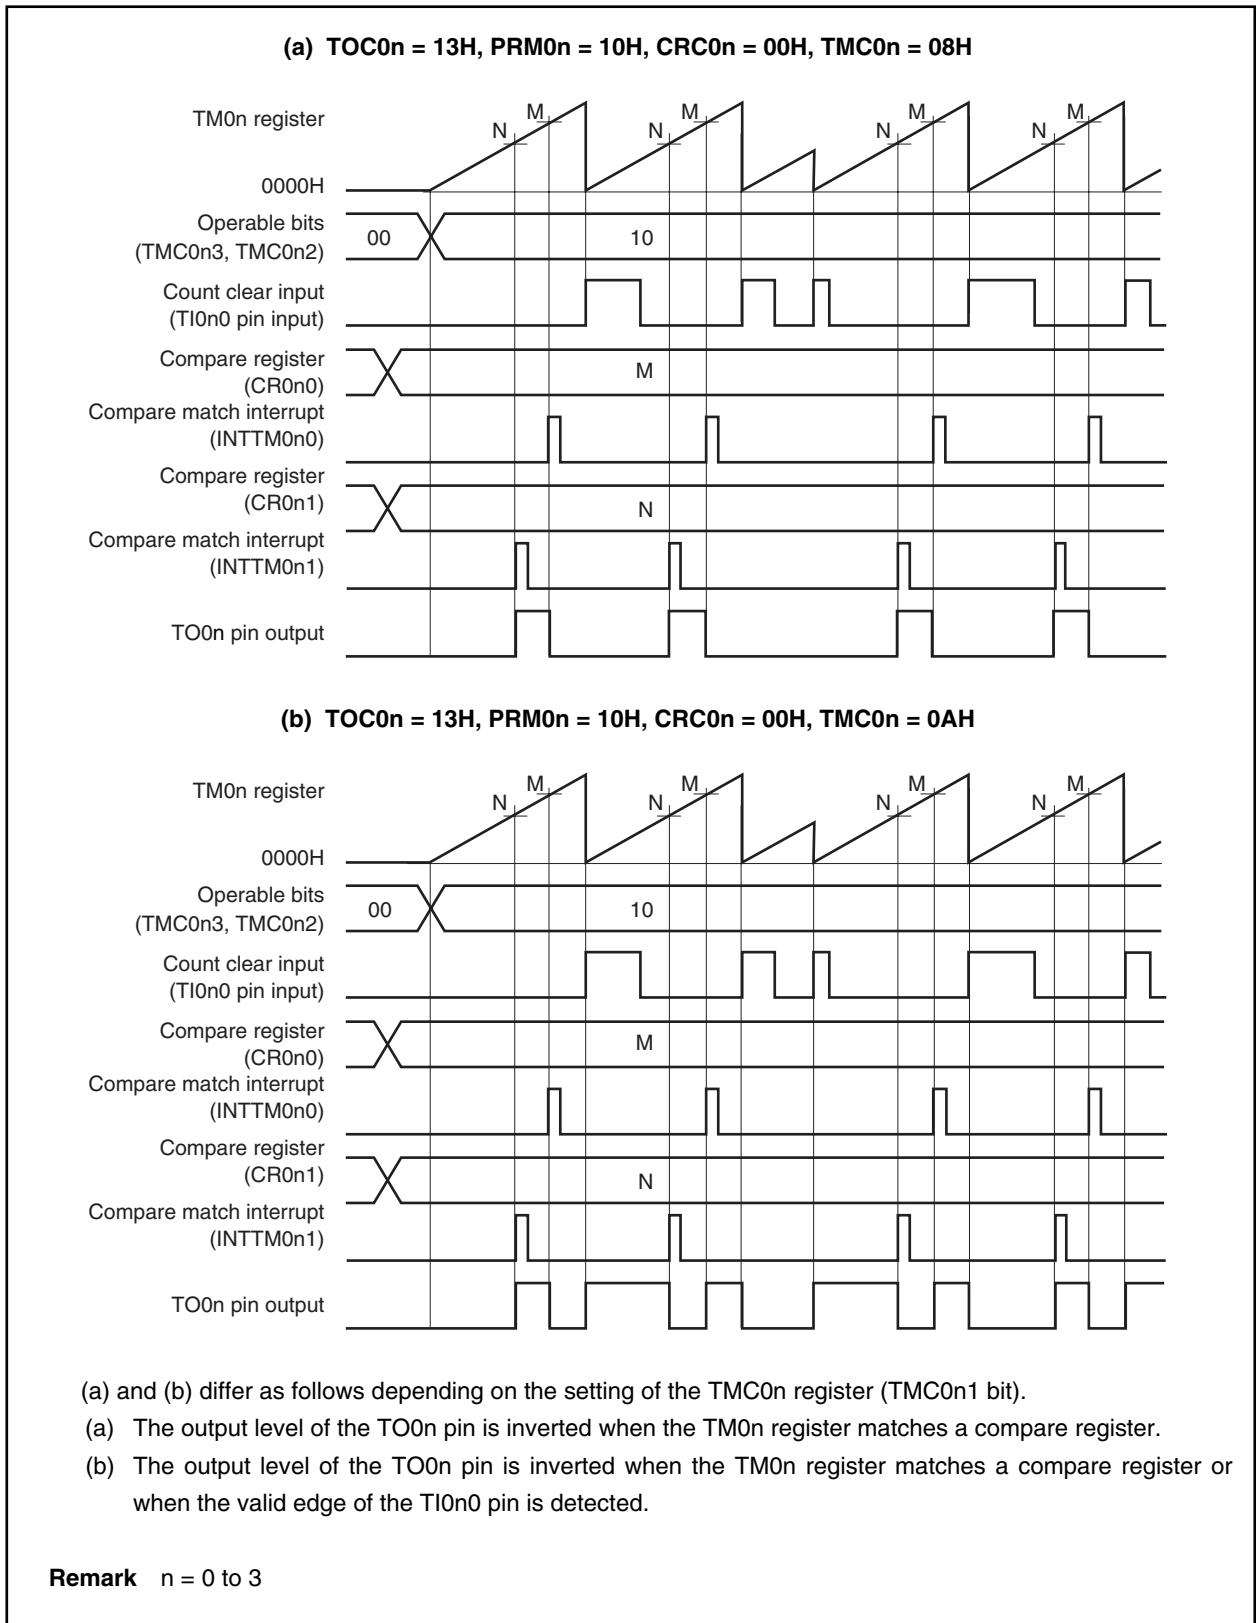 (a) TOC0n = 13H, PRM0n = 10H, CRC0n = 00H, TMC0n = 08H
TM0n register
N M N M N M N M
0000H
Operable bits
(TMC0n3, TMC0n2)
00 10
Count clear input
(TI0n0 pin input)
Compare register
(CR0n0)
M
Compare match interrupt
(INTTM0n0)
Compare register
(CR0n1)
N
Compare match interrupt
(INTTM0n1)
TO0n pin output
(b) TOC0n = 13H, PRM0n = 10H, CRC0n = 00H, TMC0n = 0AH
TM0n register
N M N M N M N M
0000H
Operable bits
(TMC0n3, TMC0n2)
00 10
Count clear input
(TI0n0 pin input)
Compare register
(CR0n0)
M
Compare match interrupt
(INTTM0n0)
Compare register
(CR0n1)
N
Compare match interrupt
(INTTM0n1)
TO0n pin output
(a) and (b) differ as follows depending on the setting of the TMC0n register (TMC0n1 bit).
(a) The output level of the TO0n pin is inverted when the TM0n register matches a compare register.
(b) The output level of the TO0n pin is inverted when the TM0n register matches a compare register or
when the valid edge of the TI0n0 pin is detected.
Remark n = 0 to 3